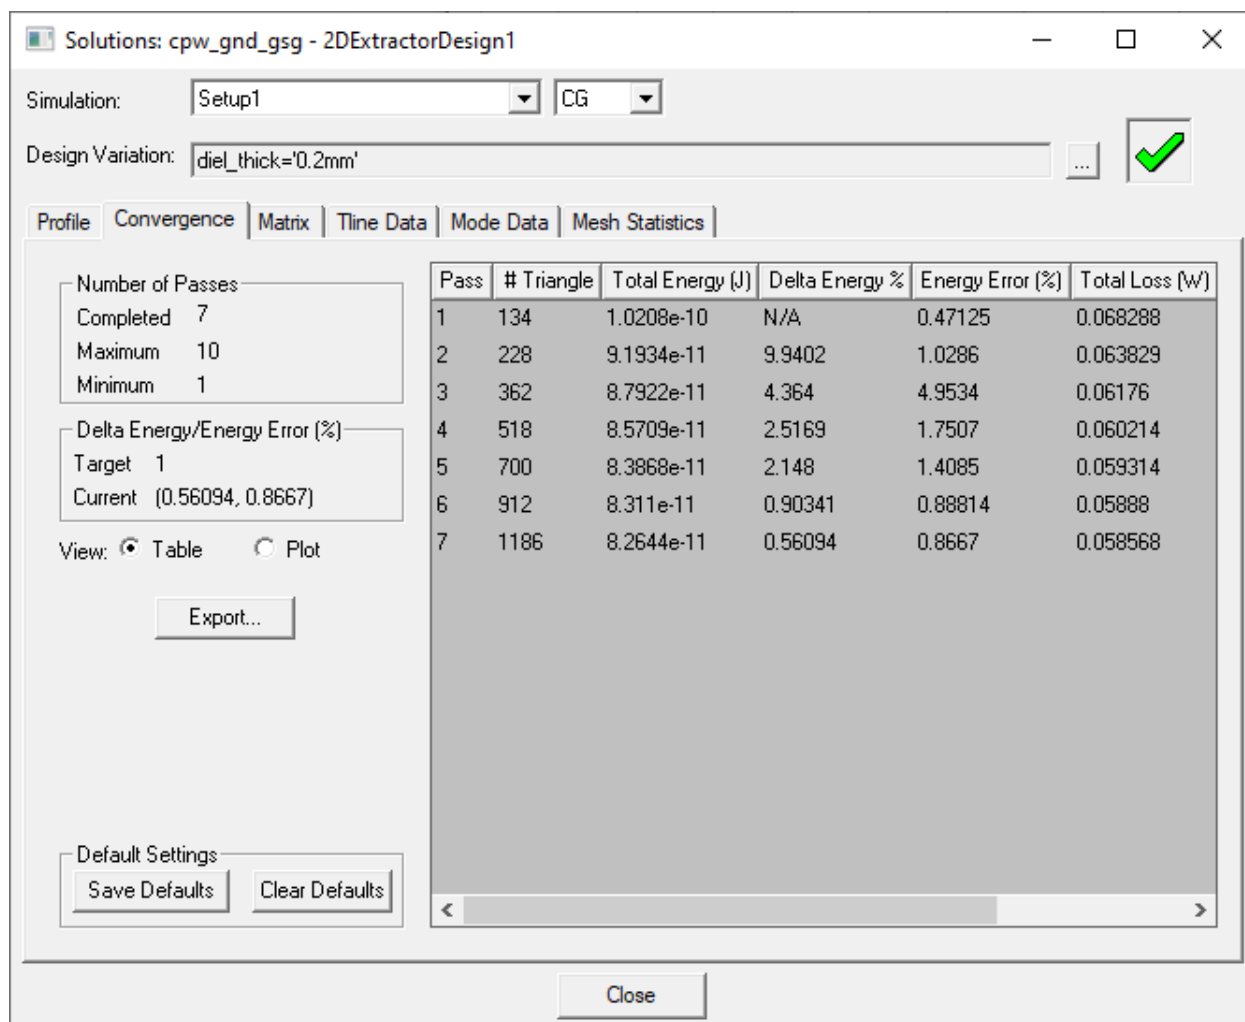 Solutions: cpw_gnd_gsg - 2DExtractorDesign1
Simulation: Setup1 CG
Design Variation: diel_thick='0.2mm' ...
Profile Convergence Matrix Tline Data Mode Data Mesh Statistics
Number of Passes
Completed 7
Maximum 10
Minimum 1
Delta Energy/Energy Error (%)
Target 1
Current (0.56094, 0.8667)
View: Table Plot
Export...
Default Settings
Save Defaults Clear Defaults
Pass # Triangle Total Energy (J) Delta Energy % Energy Error (%) Total Loss (W)
1 134 1.0208e-10 N/A 0.47125 0.068288
2 228 9.1934e-11 9.9402 1.0286 0.063829
3 362 8.7922e-11 4.364 4.9534 0.06176
4 518 8.5709e-11 2.5169 1.7507 0.060214
5 700 8.3868e-11 2.148 1.4085 0.059314
6 912 8.311e-11 0.90341 0.88814 0.05888
7 1186 8.2644e-11 0.56094 0.8667 0.058568
Close